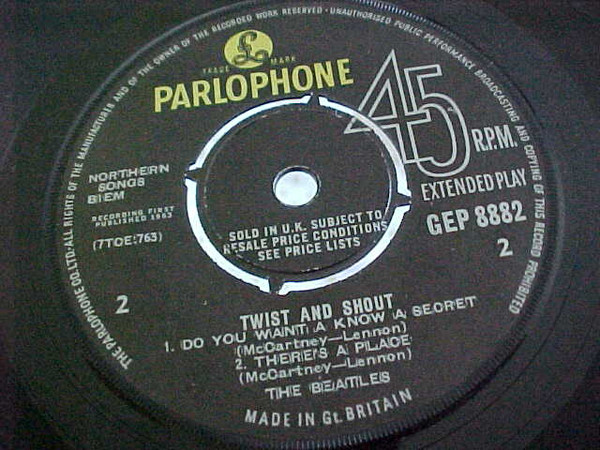 THE PARLOPHONE CO.LTD.·ALL RIGHTS OF THE MANUFACTURER AND OF THE OWNER OF THE RECORDED WORK RESERVED·UNAUTHORISED PUBLIC PERFORMANCE BROADCASTING AND COPYING OF THIS RECORD PROHIBITED
£
TRADE MARK
PARLOPHONE
45
R.P.M.
EXTENDED PLAY
NORTHERN
SONGS
BIEM
RECORDING FIRST
PUBLISHED 1963
(7TCE:763)
GEP 8882
SOLD IN U.K. SUBJECT TO
RESALE PRICE CONDITIONS
SEE PRICE LISTS
2
2
TWIST AND SHOUT
1. DO YOU WANT A KNOW A SECRET
(McCartney—Lennon)
2. THERE'S A PLACE
(McCartney—Lennon)
THE BEATLES
MADE IN Gt. BRITAIN